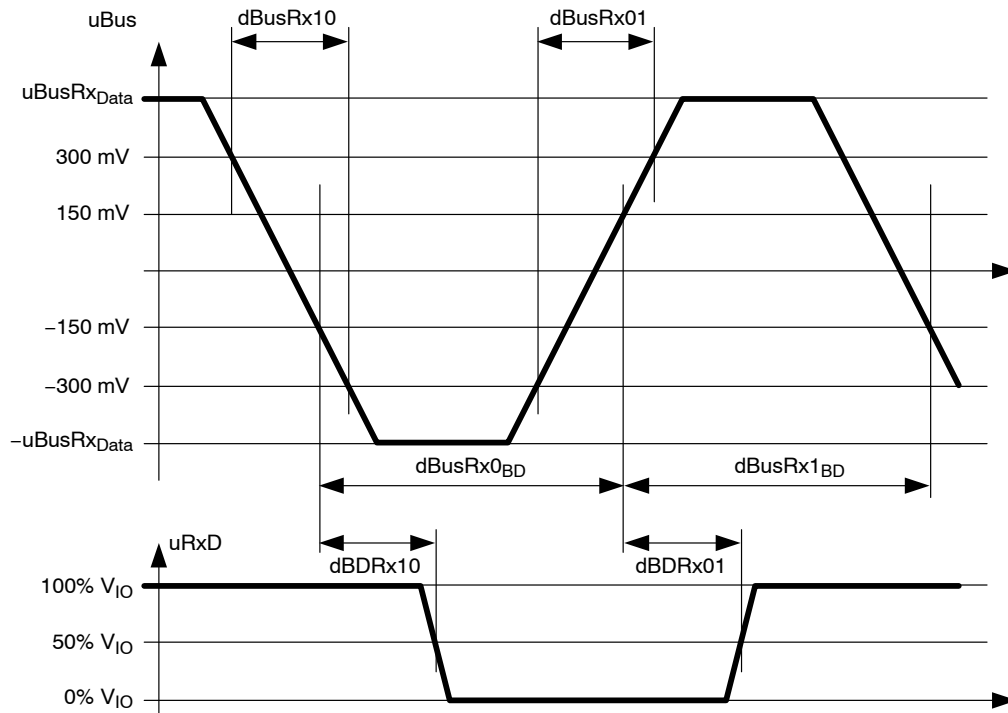 uBus
dBusRx10
dBusRx01
uBusRxData
300 mV
150 mV
−150 mV
−300 mV
−uBusRxData
dBusRx0BD
dBusRx1BD
uRxD
dBDRx10
dBDRx01
100% VIO
50% VIO
0% VIO